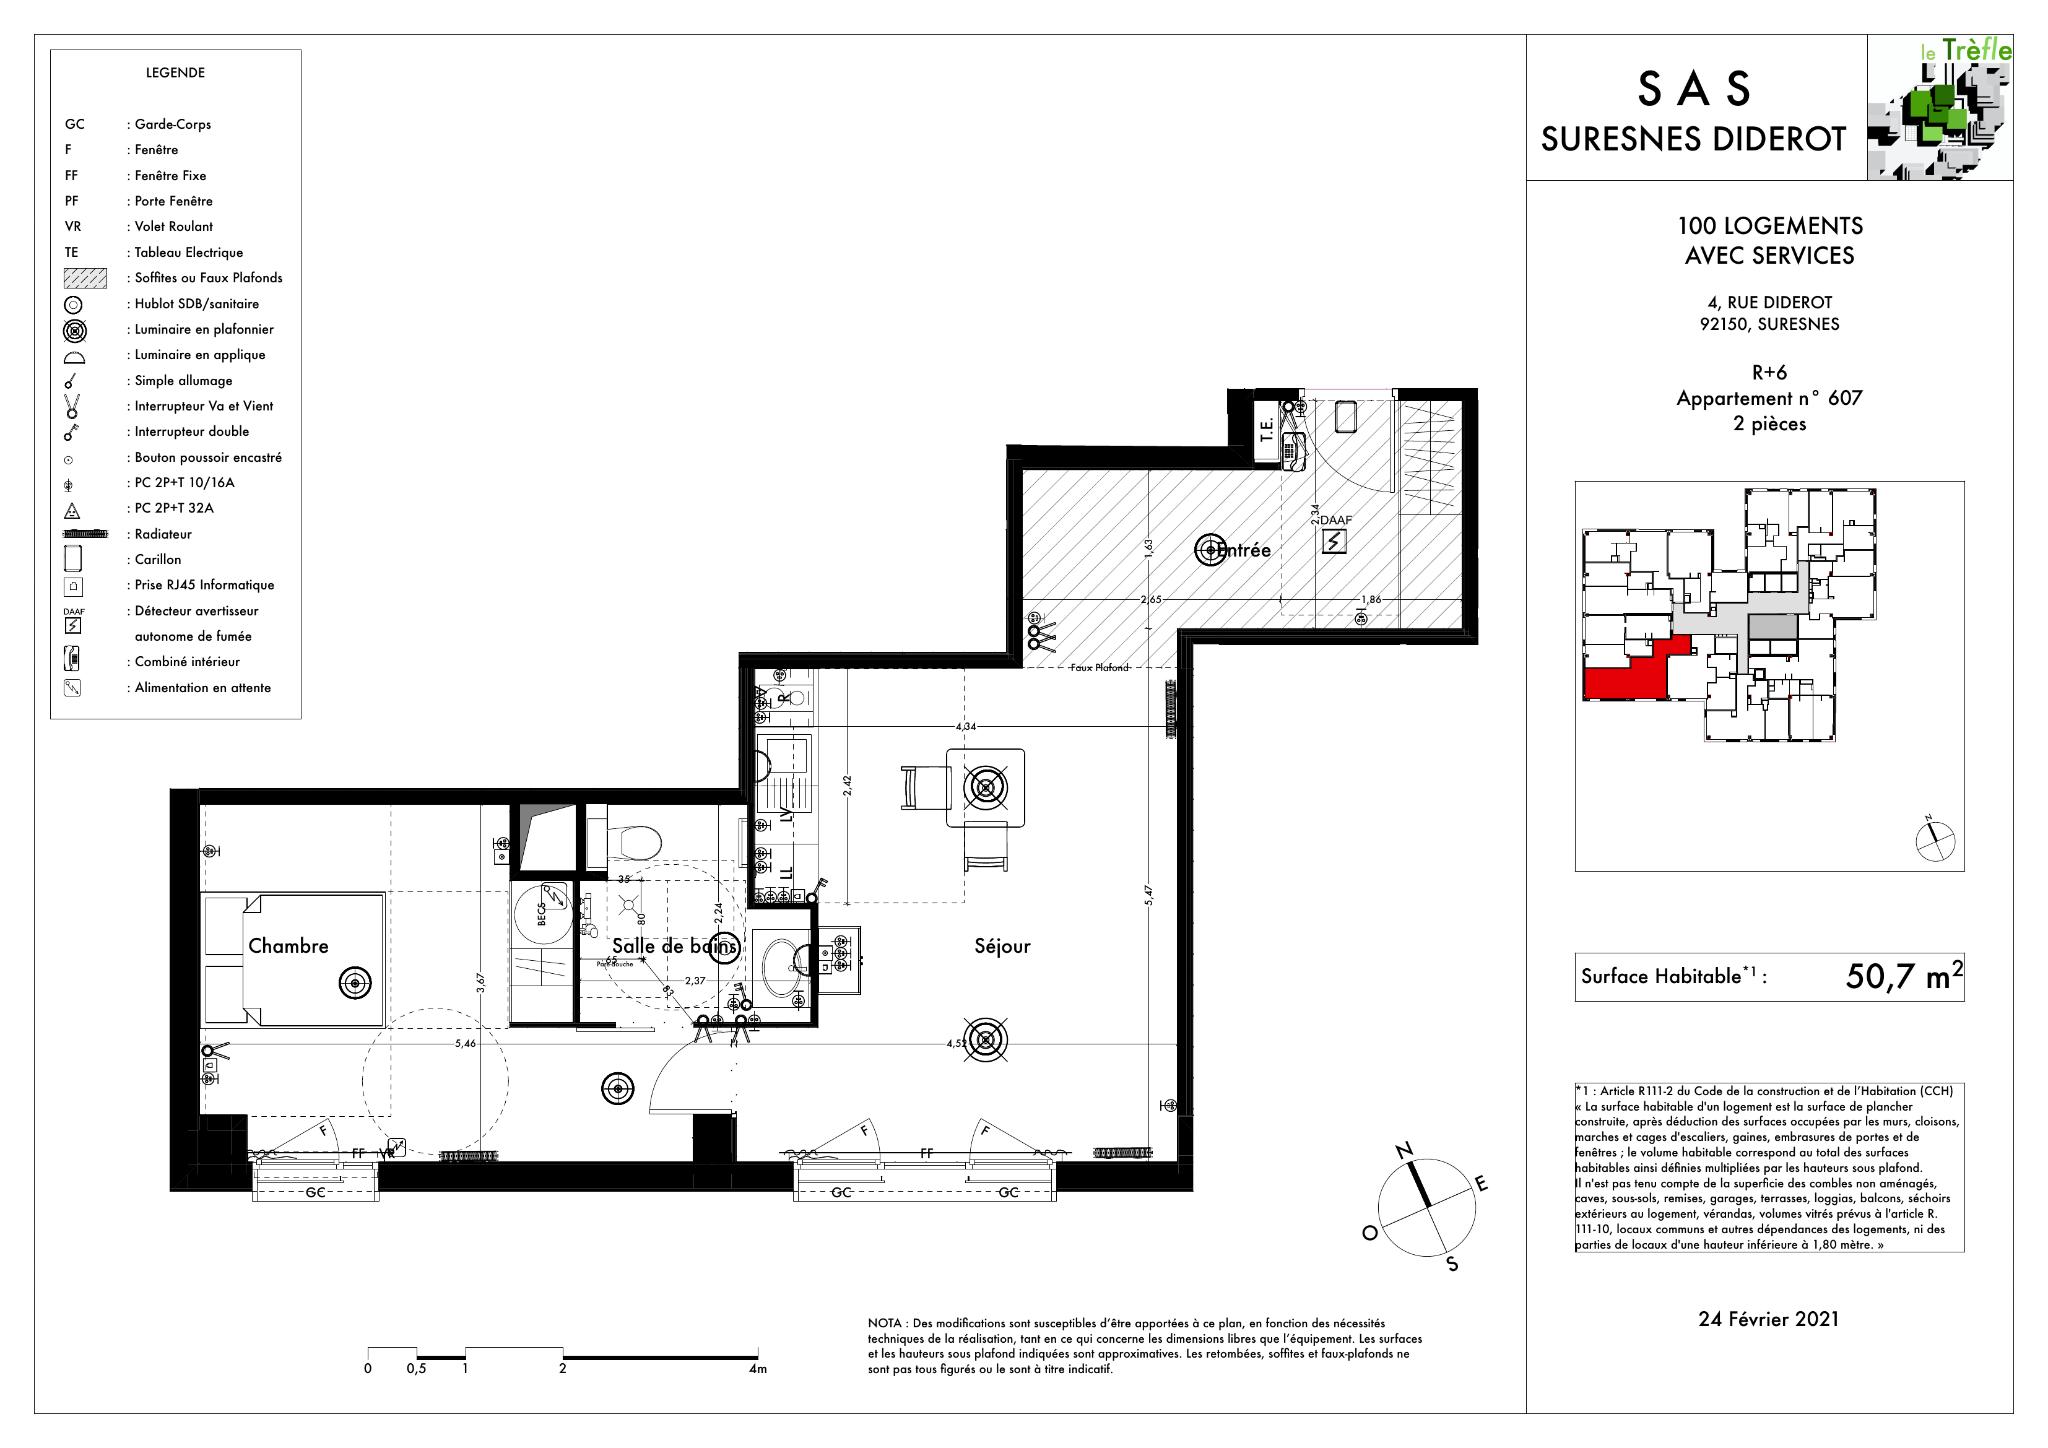 LEGENDE
GC : Garde-Corps
F : Fenêtre
FF : Fenêtre Fixe
PF : Porte Fenêtre
VR : Volet Roulant
TE : Tableau Electrique
: Soffites ou Faux Plafonds
: Hublot SDB/sanitaire
: Luminaire en plafonnier
: Luminaire en applique
: Simple allumage
: Interrupteur Va et Vient
: Interrupteur double
: Bouton poussoir encastré
: PC 2P+T 10/16A
: PC 2P+T 32A
: Radiateur
: Carillon
: Prise RJ45 Informatique
DAAF : Détecteur avertisseur
autonome de fumée
: Combiné intérieur
: Alimentation en attente
T.E.
2,34
DAAF
1,63
Entrée
2,65
1,86
Faux Plafond
R
4,34
2,42
LV
LL
5,47
35
BECS
80
2,24
Chambre
Salle de bains
Séjour
65
Pare-douche
3,67
2,37
83
5,46
4,52
F
F
F
FF
VR
FF
GC
GC
GC
N
E
O
S
0
0,5
1
2
4m
NOTA : Des modifications sont susceptibles d’être apportées à ce plan, en fonction des nécessités
techniques de la réalisation, tant en ce qui concerne les dimensions libres que l’équipement. Les surfaces
et les hauteurs sous plafond indiquées sont approximatives. Les retombées, soffites et faux-plafonds ne
sont pas tous figurés ou le sont à titre indicatif.
S A S
SURESNES DIDEROT
le Trèfle
100 LOGEMENTS
AVEC SERVICES
4, RUE DIDEROT
92150, SURESNES
R+6
Appartement n° 607
2 pièces
N
Surface Habitable*1 : 50,7 m²
*1 : Article R111-2 du Code de la construction et de l’Habitation (CCH)
« La surface habitable d'un logement est la surface de plancher
construite, après déduction des surfaces occupées par les murs, cloisons,
marches et cages d'escaliers, gaines, embrasures de portes et de
fenêtres ; le volume habitable correspond au total des surfaces
habitables ainsi définies multipliées par les hauteurs sous plafond.
Il n'est pas tenu compte de la superficie des combles non aménagés,
caves, sous-sols, remises, garages, terrasses, loggias, balcons, séchoirs
extérieurs au logement, vérandas, volumes vitrés prévus à l'article R.
111-10, locaux communs et autres dépendances des logements, ni des
parties de locaux d'une hauteur inférieure à 1,80 mètre. »
24 Février 2021